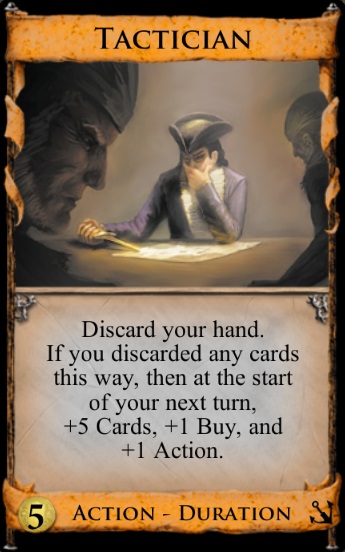 Tactician
Discard your hand.
If you discarded any cards
this way, then at the start
of your next turn,
+5 Cards, +1 Buy, and
+1 Action.
5 Action - Duration